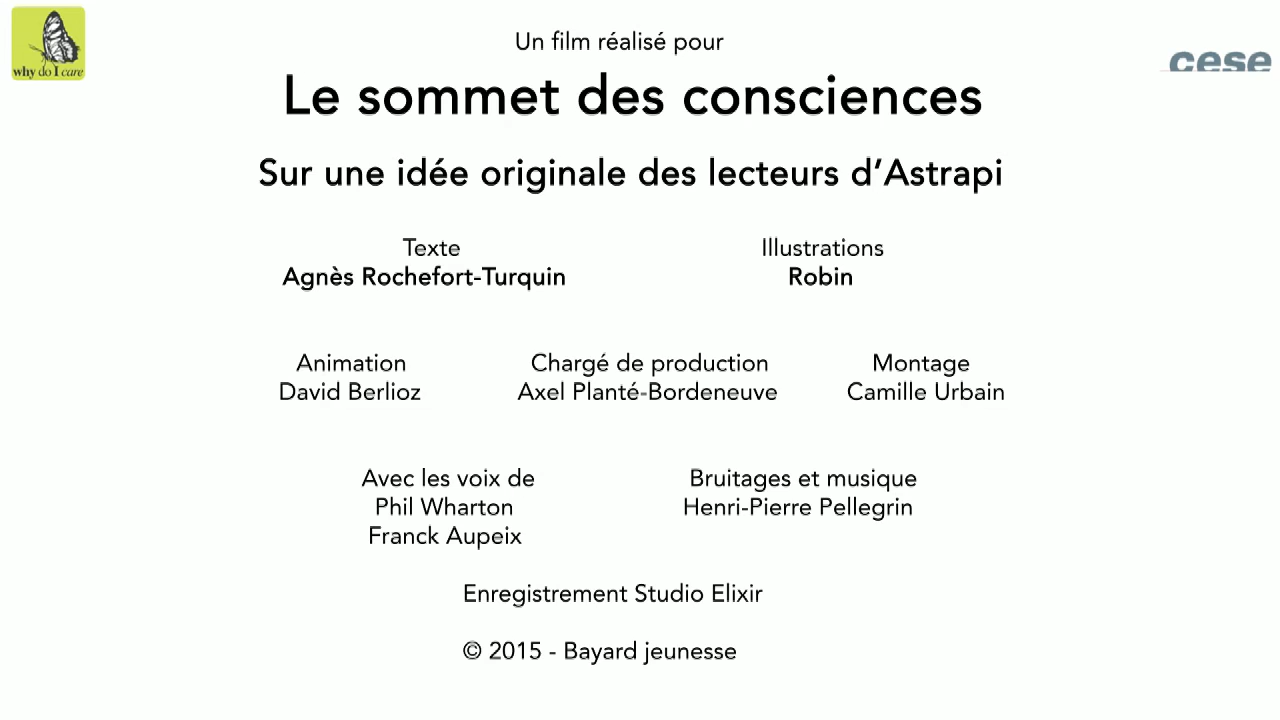 why do I care
cese
Un film réalisé pour
Le sommet des consciences
Sur une idée originale des lecteurs d’Astrapi
Texte
Agnès Rochefort-Turquin
Illustrations
Robin
Animation
David Berlioz
Chargé de production
Axel Planté-Bordeneuve
Montage
Camille Urbain
Avec les voix de
Phil Wharton
Franck Aupeix
Bruitages et musique
Henri-Pierre Pellegrin
Enregistrement Studio Elixir
© 2015 - Bayard jeunesse